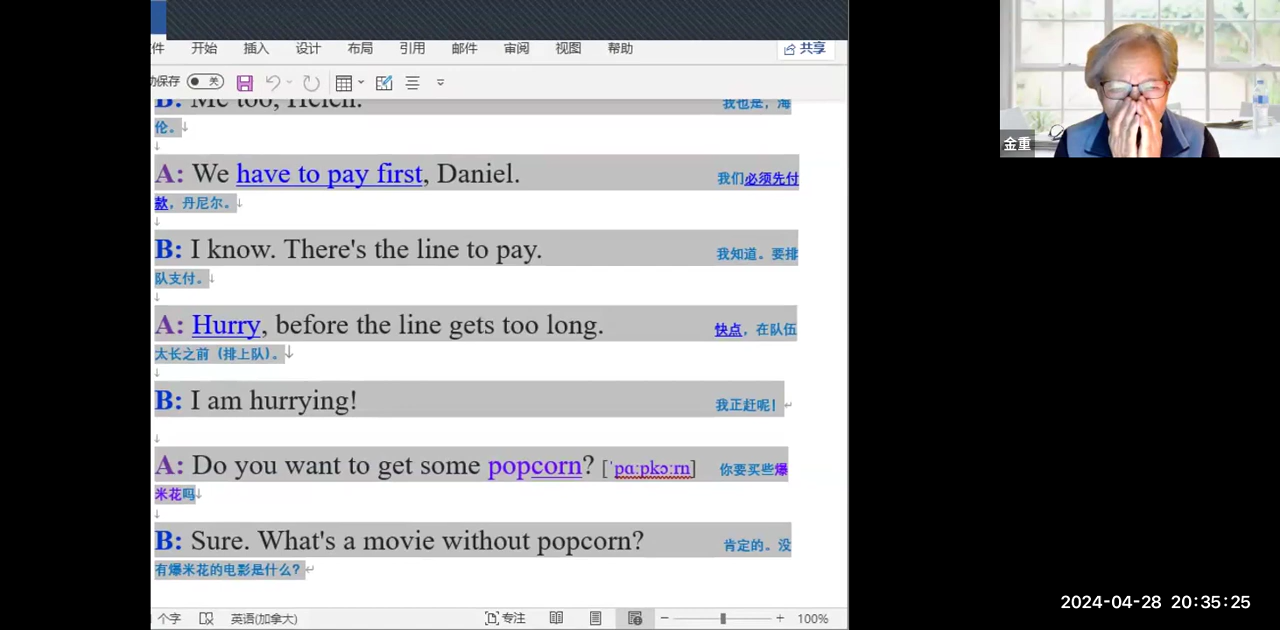 件 开始 插入 设计 布局 引用 邮件 审阅 视图 帮助 共享
动保存 关
B: Me too, Helen. 我也是，海
伦。
A: We have to pay first, Daniel. 我们必须先付
款，丹尼尔。
B: I know. There's the line to pay. 我知道。要排
队支付。
A: Hurry, before the line gets too long. 快点，在队伍
太长之前（排上队）。
B: I am hurrying! 我正赶呢！
A: Do you want to get some popcorn? [ˈpɑːpkɔːrn] 你要买些爆
米花吗
B: Sure. What's a movie without popcorn? 肯定的。没
有爆米花的电影是什么？
个字 英语(加拿大) 专注 100%
金重
2024-04-28 20:35:25